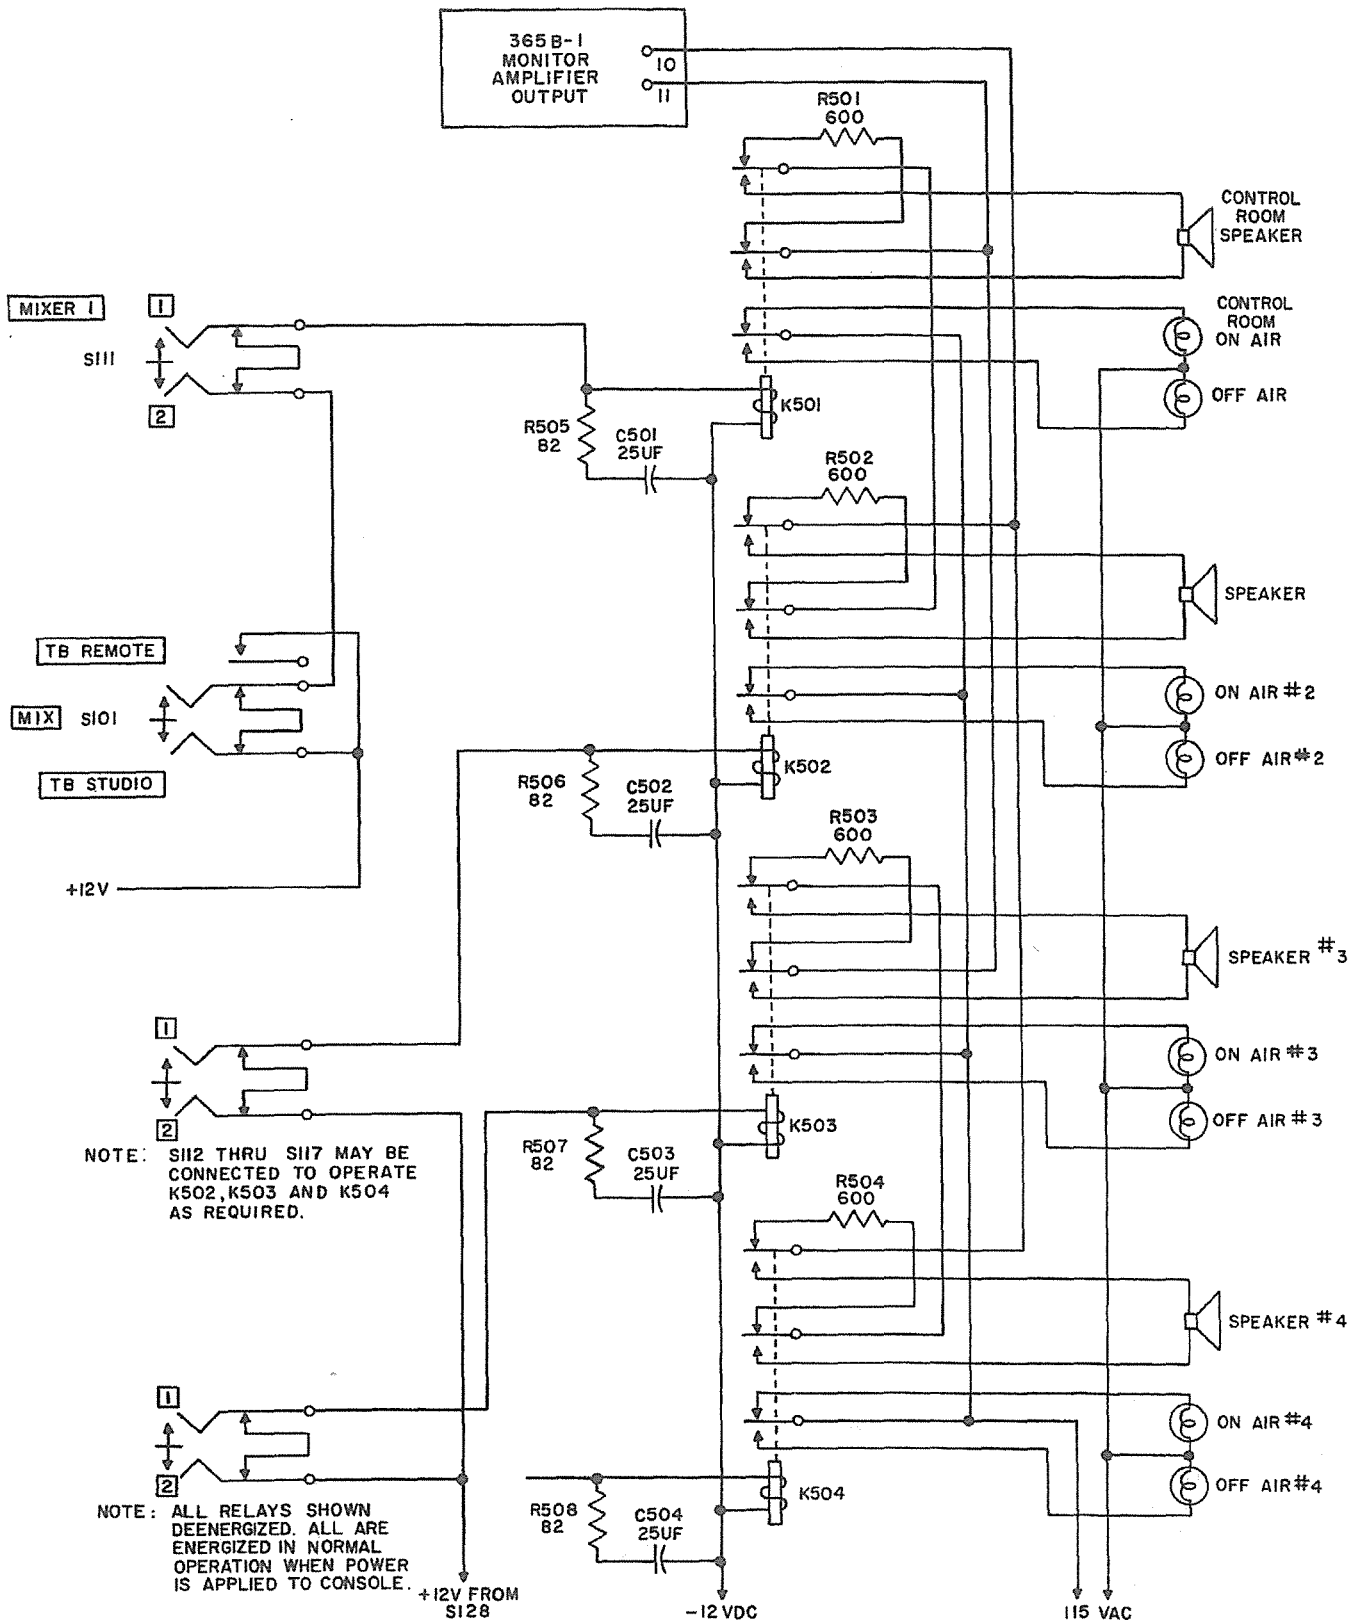 365B-1
MONITOR
AMPLIFIER
OUTPUT
10
11
R501
600
CONTROL
ROOM
SPEAKER
MIXER 1
1
S111
2
CONTROL
ROOM
ON AIR
OFF AIR
K501
R505
82
C501
25UF
R502
600
SPEAKER
TB REMOTE
MIX
S101
TB STUDIO
ON AIR #2
OFF AIR #2
K502
R506
82
C502
25UF
R503
600
+12V
SPEAKER #3
1
2
ON AIR #3
OFF AIR #3
K503
NOTE: S112 THRU S117 MAY BE
CONNECTED TO OPERATE
K502, K503 AND K504
AS REQUIRED.
R507
82
C503
25UF
R504
600
SPEAKER #4
1
2
ON AIR #4
OFF AIR #4
K504
NOTE: ALL RELAYS SHOWN
DEENERGIZED. ALL ARE
ENERGIZED IN NORMAL
OPERATION WHEN POWER
IS APPLIED TO CONSOLE.
R508
82
C504
25UF
+12V FROM
S128
-12 VDC
115 VAC